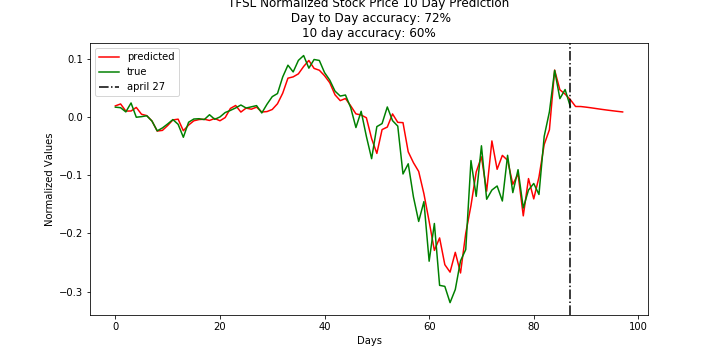 TFSL Normalized Stock Price 10 Day Prediction
Day to Day accuracy: 72%
10 day accuracy: 60%
predicted
true
april 27
Normalized Values
0.1
0.0
−0.1
−0.2
−0.3
0
20
40
60
80
100
Days